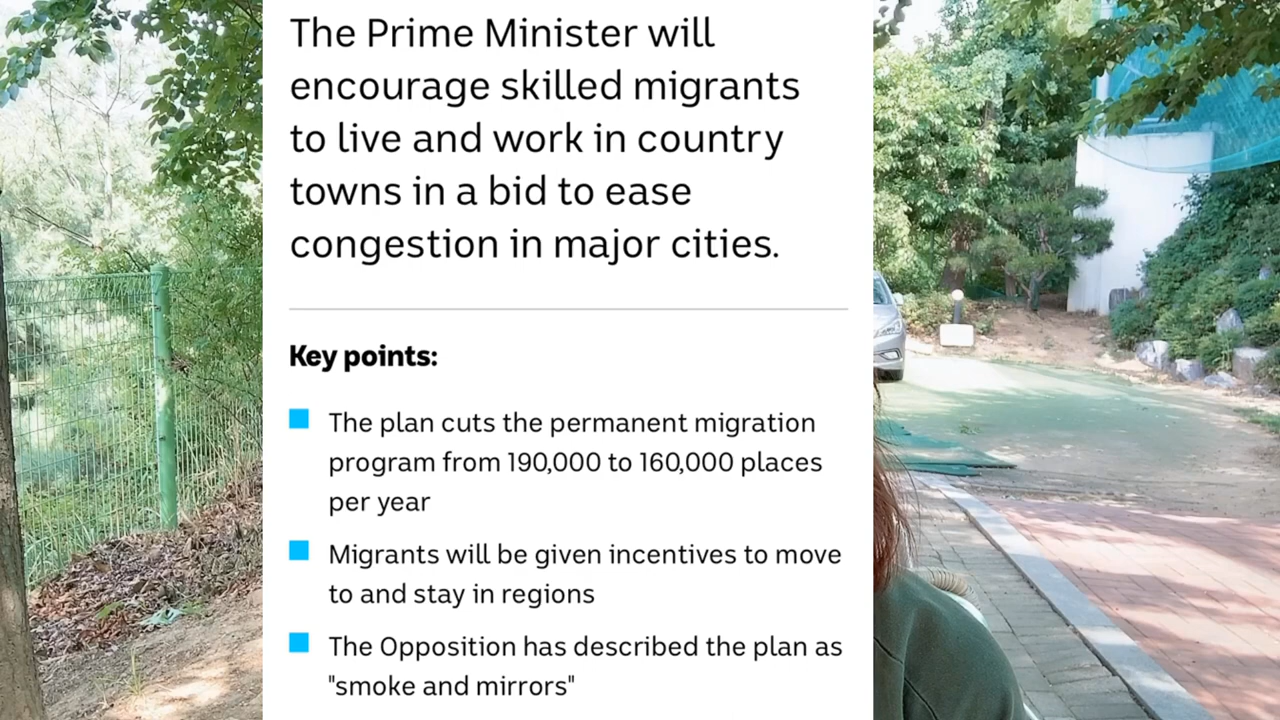 The Prime Minister will
encourage skilled migrants
to live and work in country
towns in a bid to ease
congestion in major cities.
Key points:
The plan cuts the permanent migration
program from 190,000 to 160,000 places
per year
Migrants will be given incentives to move
to and stay in regions
The Opposition has described the plan as
"smoke and mirrors"